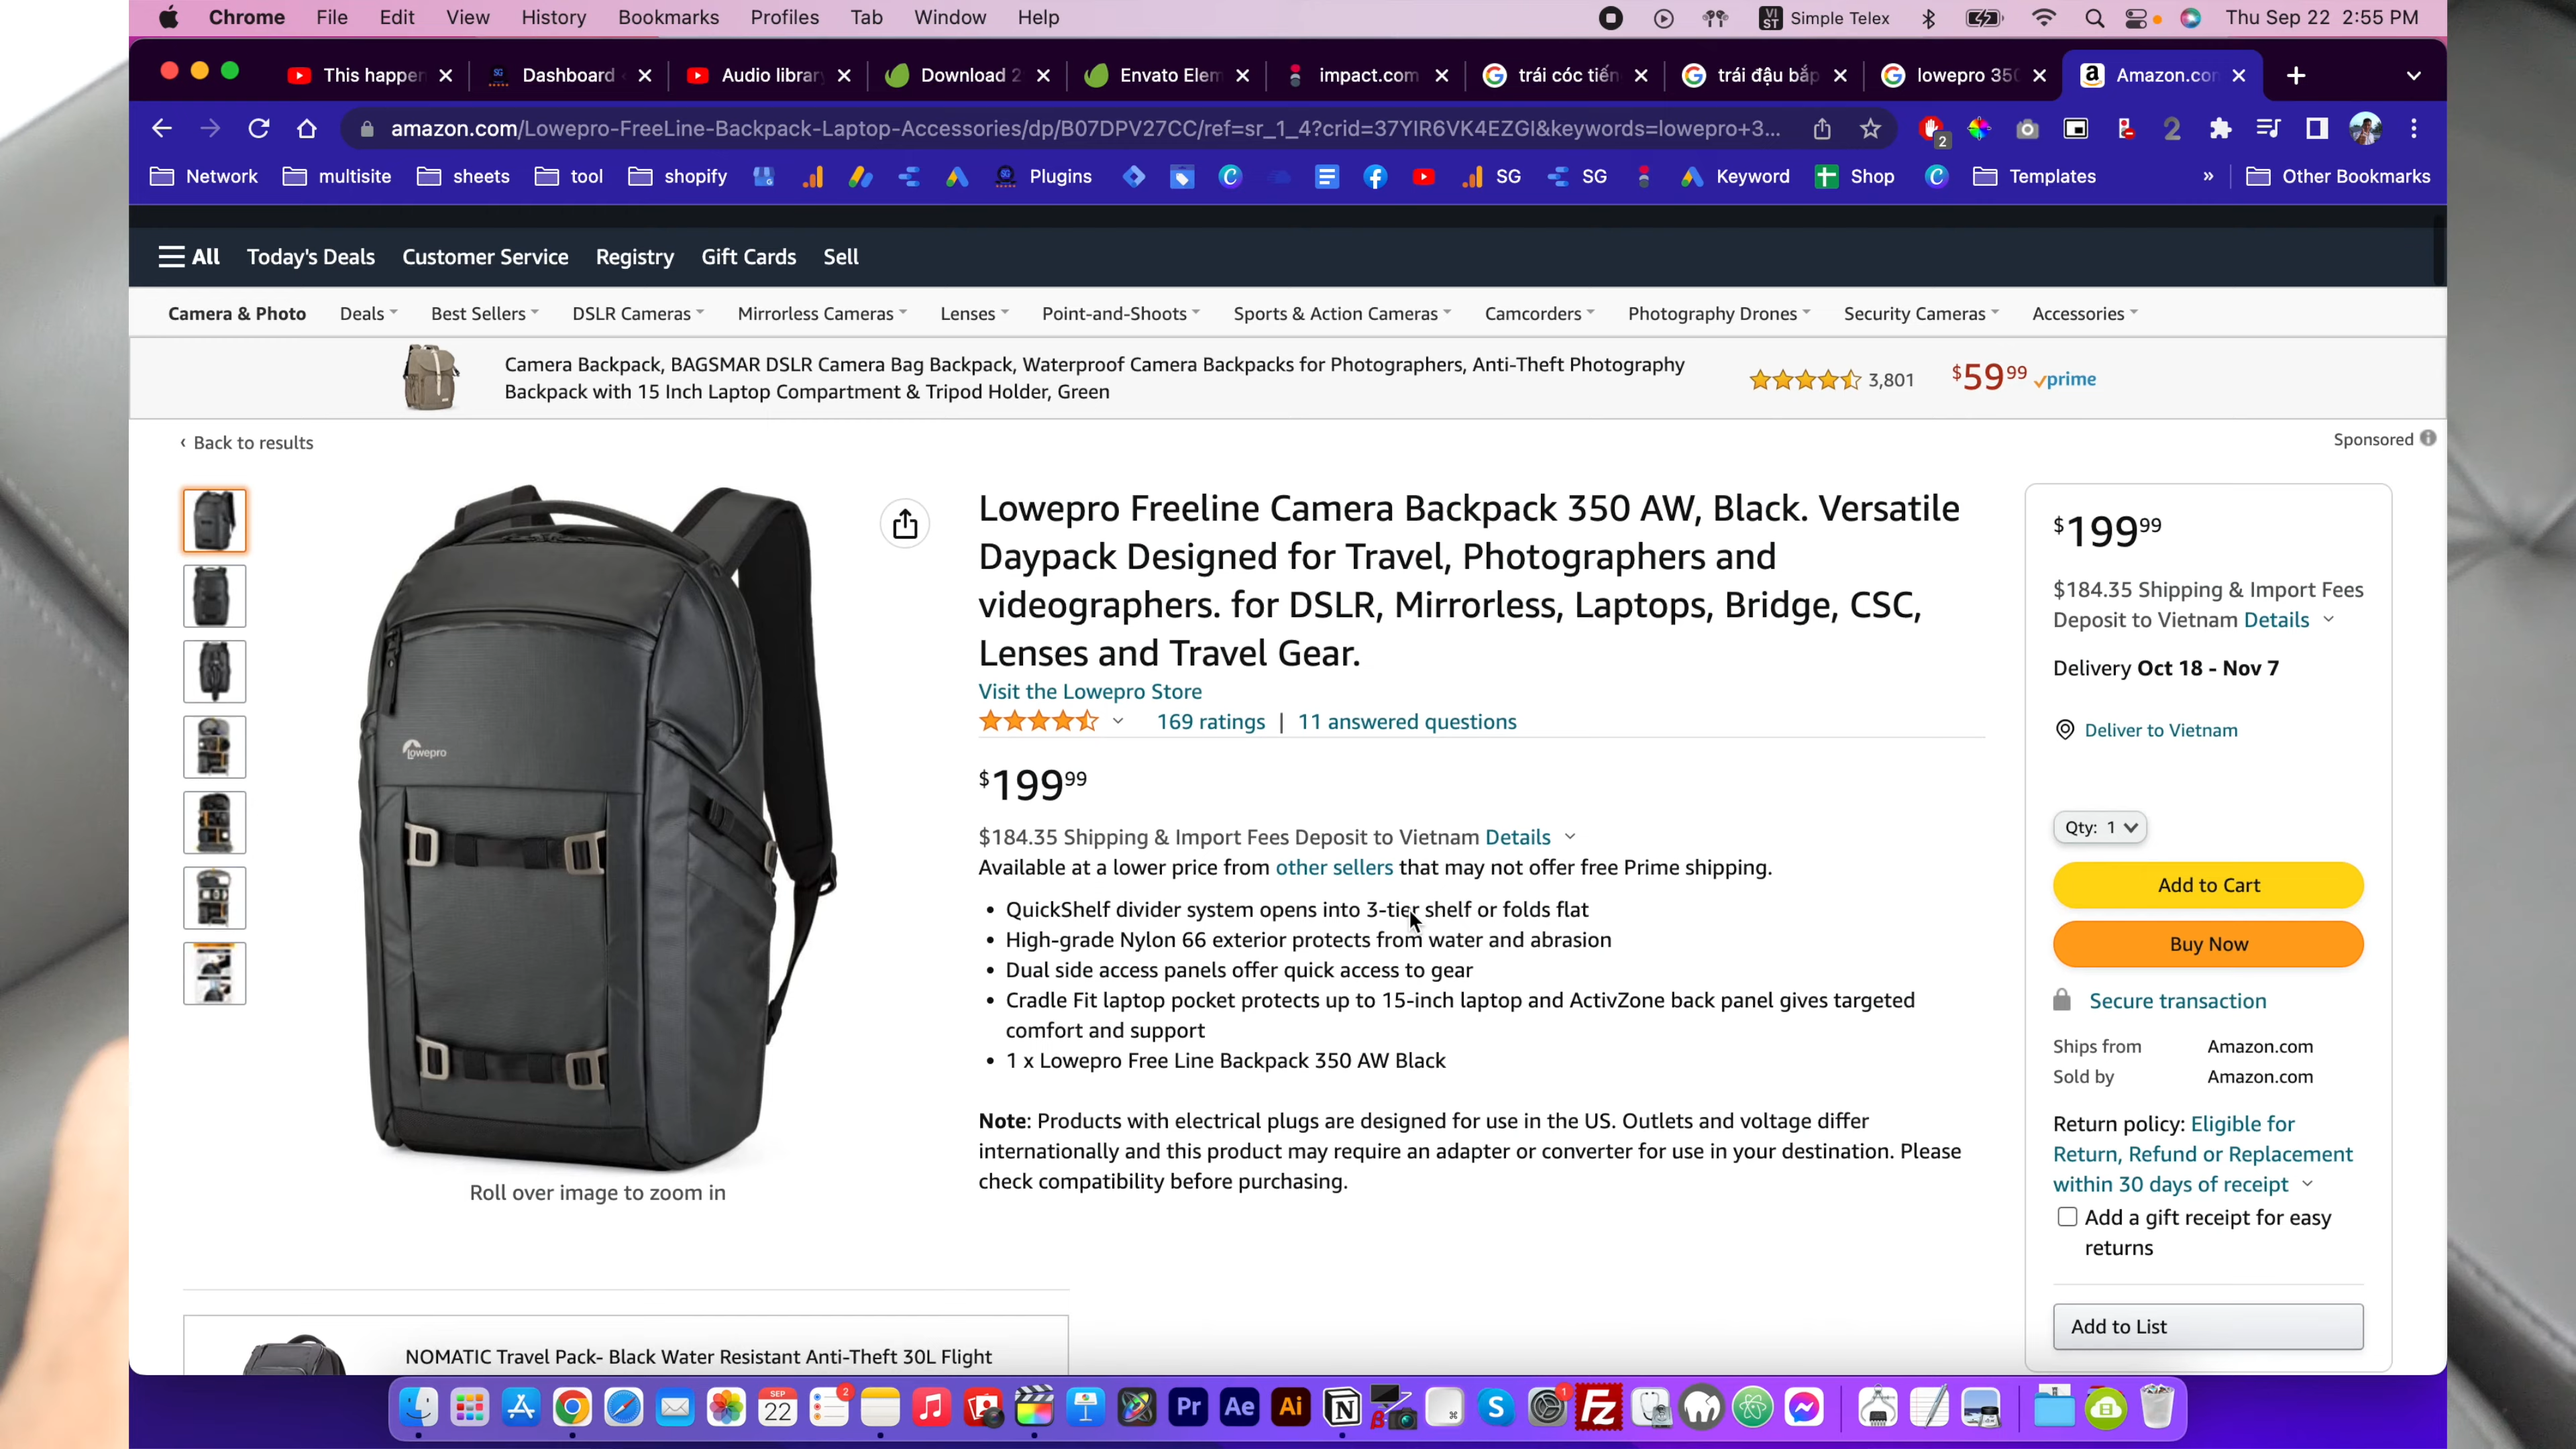 Chrome File Edit View History Bookmarks Profiles Tab Window Help
VI ST Simple Telex Thu Sep 22 2:55 PM
This happen Dashboard Audio librar Download 2 Envato Elem impact.com trái cóc tiến trái đậu bắp lowepro 350 Amazon.co
amazon.com/Lowepro-FreeLine-Backpack-Laptop-Accessories/dp/B07DPV27CC/ref=sr_1_4?crid=37YIR6VK4EZGI&keywords=lowepro+3...
2 2
Network multisite sheets tool shopify Plugins SG SG Keyword Shop Templates » Other Bookmarks
All Today's Deals Customer Service Registry Gift Cards Sell
Camera & Photo Deals Best Sellers DSLR Cameras Mirrorless Cameras Lenses Point-and-Shoots Sports & Action Cameras Camcorders Photography Drones Security Cameras Accessories
Camera Backpack, BAGSMAR DSLR Camera Bag Backpack, Waterproof Camera Backpacks for Photographers, Anti-Theft Photography
Backpack with 15 Inch Laptop Compartment & Tripod Holder, Green
3,801 $59 99 prime
‹ Back to results
Sponsored
Lowepro Freeline Camera Backpack 350 AW, Black. Versatile
Daypack Designed for Travel, Photographers and
videographers. for DSLR, Mirrorless, Laptops, Bridge, CSC,
Lenses and Travel Gear.
Visit the Lowepro Store
169 ratings | 11 answered questions
$199 99
$184.35 Shipping & Import Fees Deposit to Vietnam Details
Available at a lower price from other sellers that may not offer free Prime shipping.
• QuickShelf divider system opens into 3-tier shelf or folds flat
• High-grade Nylon 66 exterior protects from water and abrasion
• Dual side access panels offer quick access to gear
• Cradle Fit laptop pocket protects up to 15-inch laptop and ActivZone back panel gives targeted
comfort and support
• 1 x Lowepro Free Line Backpack 350 AW Black
Note: Products with electrical plugs are designed for use in the US. Outlets and voltage differ
internationally and this product may require an adapter or converter for use in your destination. Please
check compatibility before purchasing.
lowepro
Roll over image to zoom in
$199 99
$184.35 Shipping & Import Fees
Deposit to Vietnam Details
Delivery Oct 18 - Nov 7
Deliver to Vietnam
Qty: 1
Add to Cart
Buy Now
Secure transaction
Ships from Amazon.com
Sold by Amazon.com
Return policy: Eligible for
Return, Refund or Replacement
within 30 days of receipt
Add a gift receipt for easy
returns
Add to List
NOMATIC Travel Pack- Black Water Resistant Anti-Theft 30L Flight
SEP 22 2 Pr Ae Ai N S 1 Fz